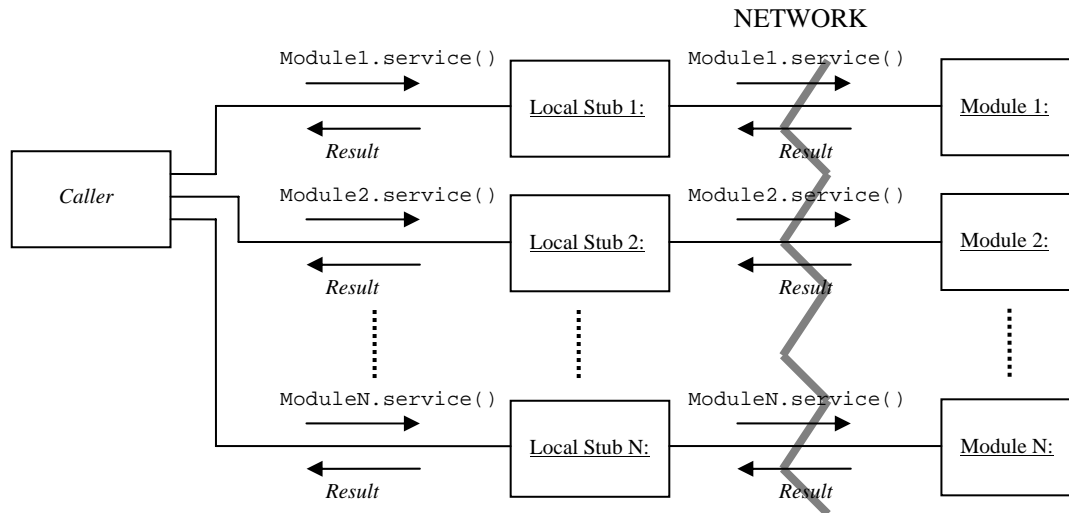 NETWORK
Module1.service()
Module1.service()
Local Stub 1:
Module 1:
Result
Result
Caller
Module2.service()
Module2.service()
Local Stub 2:
Module 2:
Result
Result
ModuleN.service()
ModuleN.service()
Local Stub N:
Module N:
Result
Result